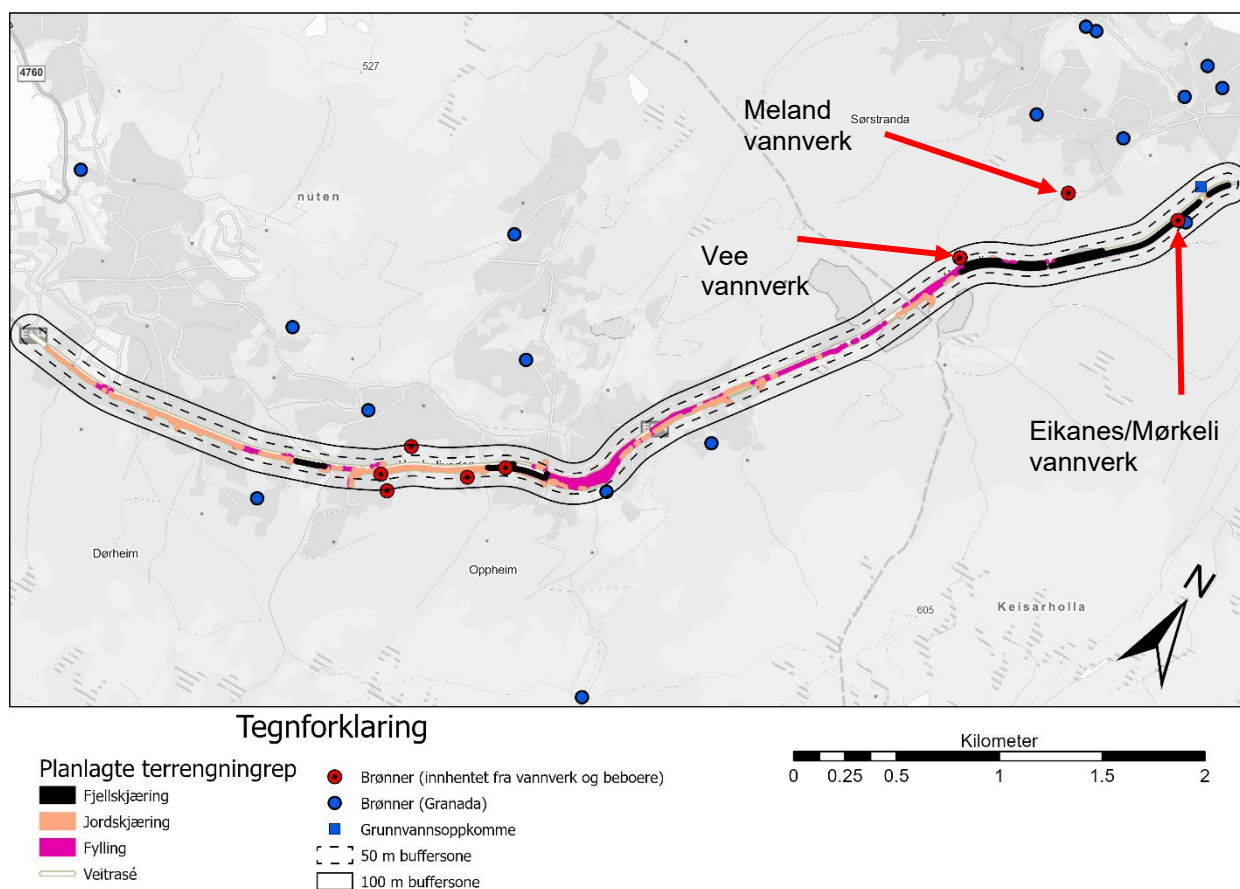 4760
527
Meland
vannverk
Sørstranda
nuten
Vee
vannverk
Eikanes/Mørkeli
vannverk
Dørheim
Oppheim
605
Keisarholla
N
Tegnforklaring
Planlagte terrengningrep
Fjellskjæring
Jordskjæring
Fylling
Veitrasé
Brønner (innhentet fra vannverk og beboere)
Brønner (Granada)
Grunnvannsoppkomme
50 m buffersone
100 m buffersone
Kilometer
0 0.25 0.5 1 1.5 2